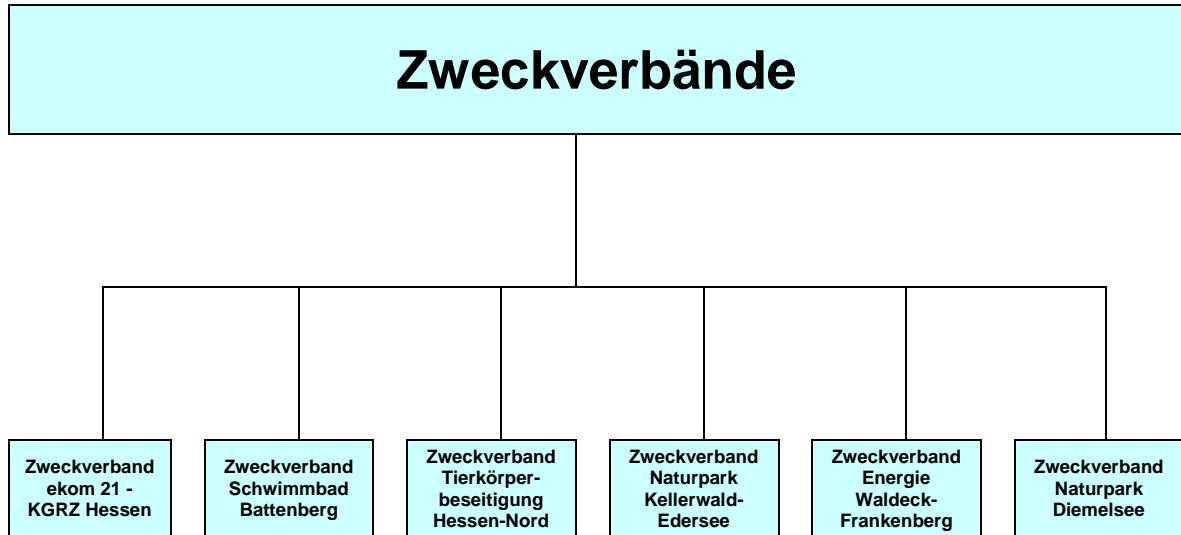 Zweckverbände
Zweckverband
ekom 21 -
KGRZ Hessen
Zweckverband
Schwimmbad
Battenberg
Zweckverband
Tierkörper-
beseitigung
Hessen-Nord
Zweckverband
Naturpark
Kellerwald-
Edersee
Zweckverband
Energie
Waldeck-
Frankenberg
Zweckverband
Naturpark
Diemelsee